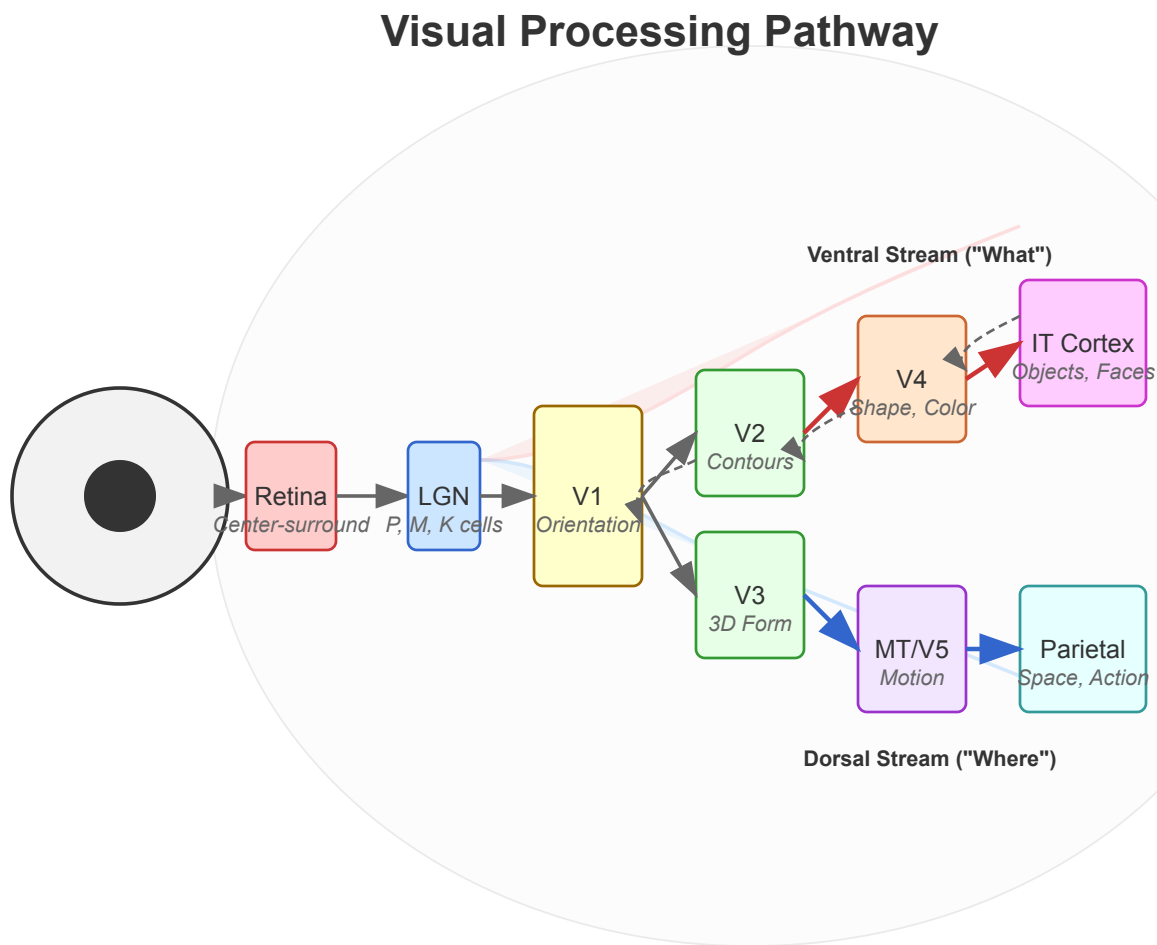 Visual Processing Pathway
Ventral Stream ("What")
IT Cortex
Objects, Faces
V4
Shape, Color
V2
Contours
Retina
Center-surround
LGN
P, M, K cells
V1
Orientation
V3
3D Form
MT/V5
Motion
Parietal
Space, Action
Dorsal Stream ("Where")